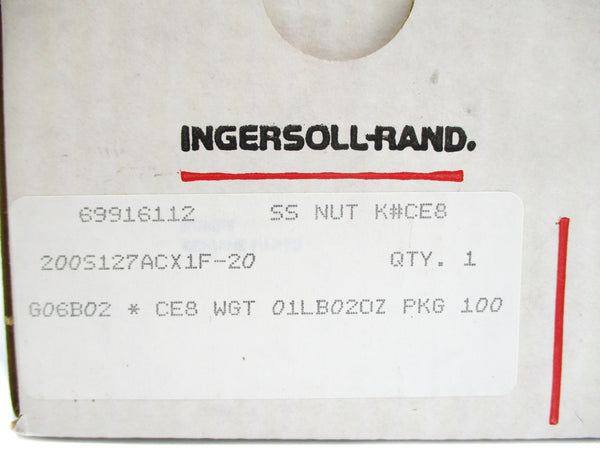 INGERSOLL-RAND.
69916112 SS NUT K#CE8
200S127ACX1F-20 QTY. 1
G06B02 * CE8 WGT 01LB02OZ PKG 100